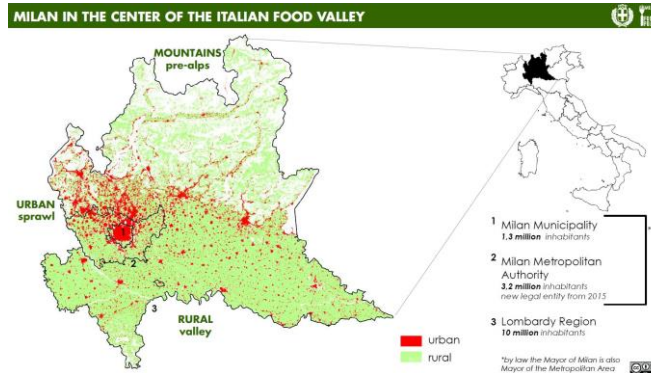 MILAN IN THE CENTER OF THE ITALIAN FOOD VALLEY
MOUNTAINS
pre-alps
URBAN
sprawl
1
2
3
RURAL
valley
urban
rural
1 Milan Municipality
1,3 million inhabitants
2 Milan Metropolitan
Authority
3,2 million inhabitants
new legal entity from 2015
*
3 Lombardy Region
10 million inhabitants
*by law the Mayor of Milan is also
Mayor of the Metropolitan Area